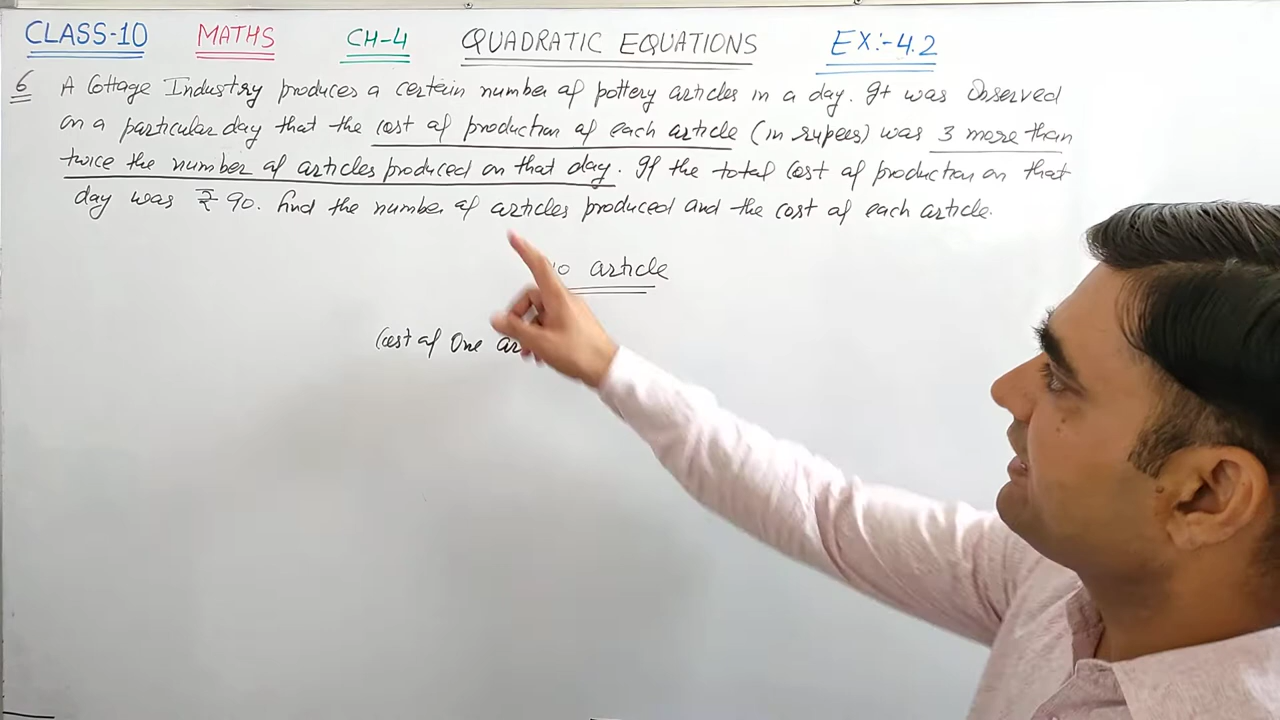 CLASS-10 MATHS CH-4 QUADRATIC EQUATIONS EX:-4.2
6 A Cottage Industry produces a certain number of pottery articles in a day. It was Observed
on a particular day that the cost of production of each article (in rupees) was 3 more than
twice the number of articles produced on that day. If the total cost of production on that
day was ₹ 90. find the number of articles produced and the cost of each article.
article
Cost of One